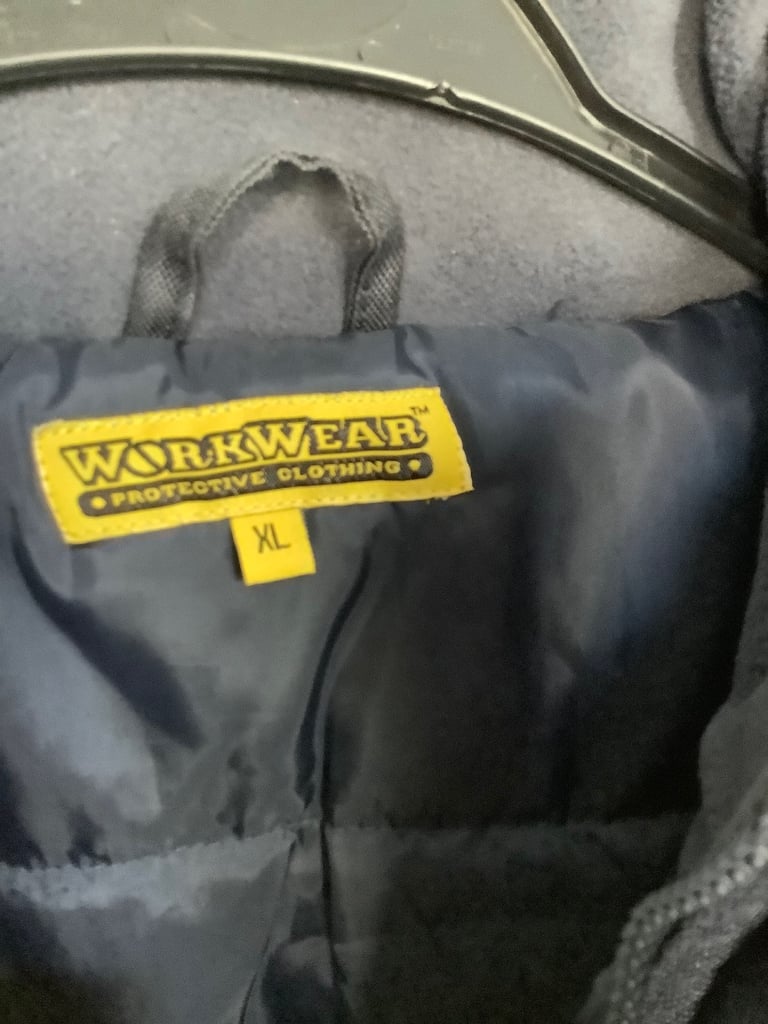 WORKWEAR™
• PROTECTIVE CLOTHING •
XL